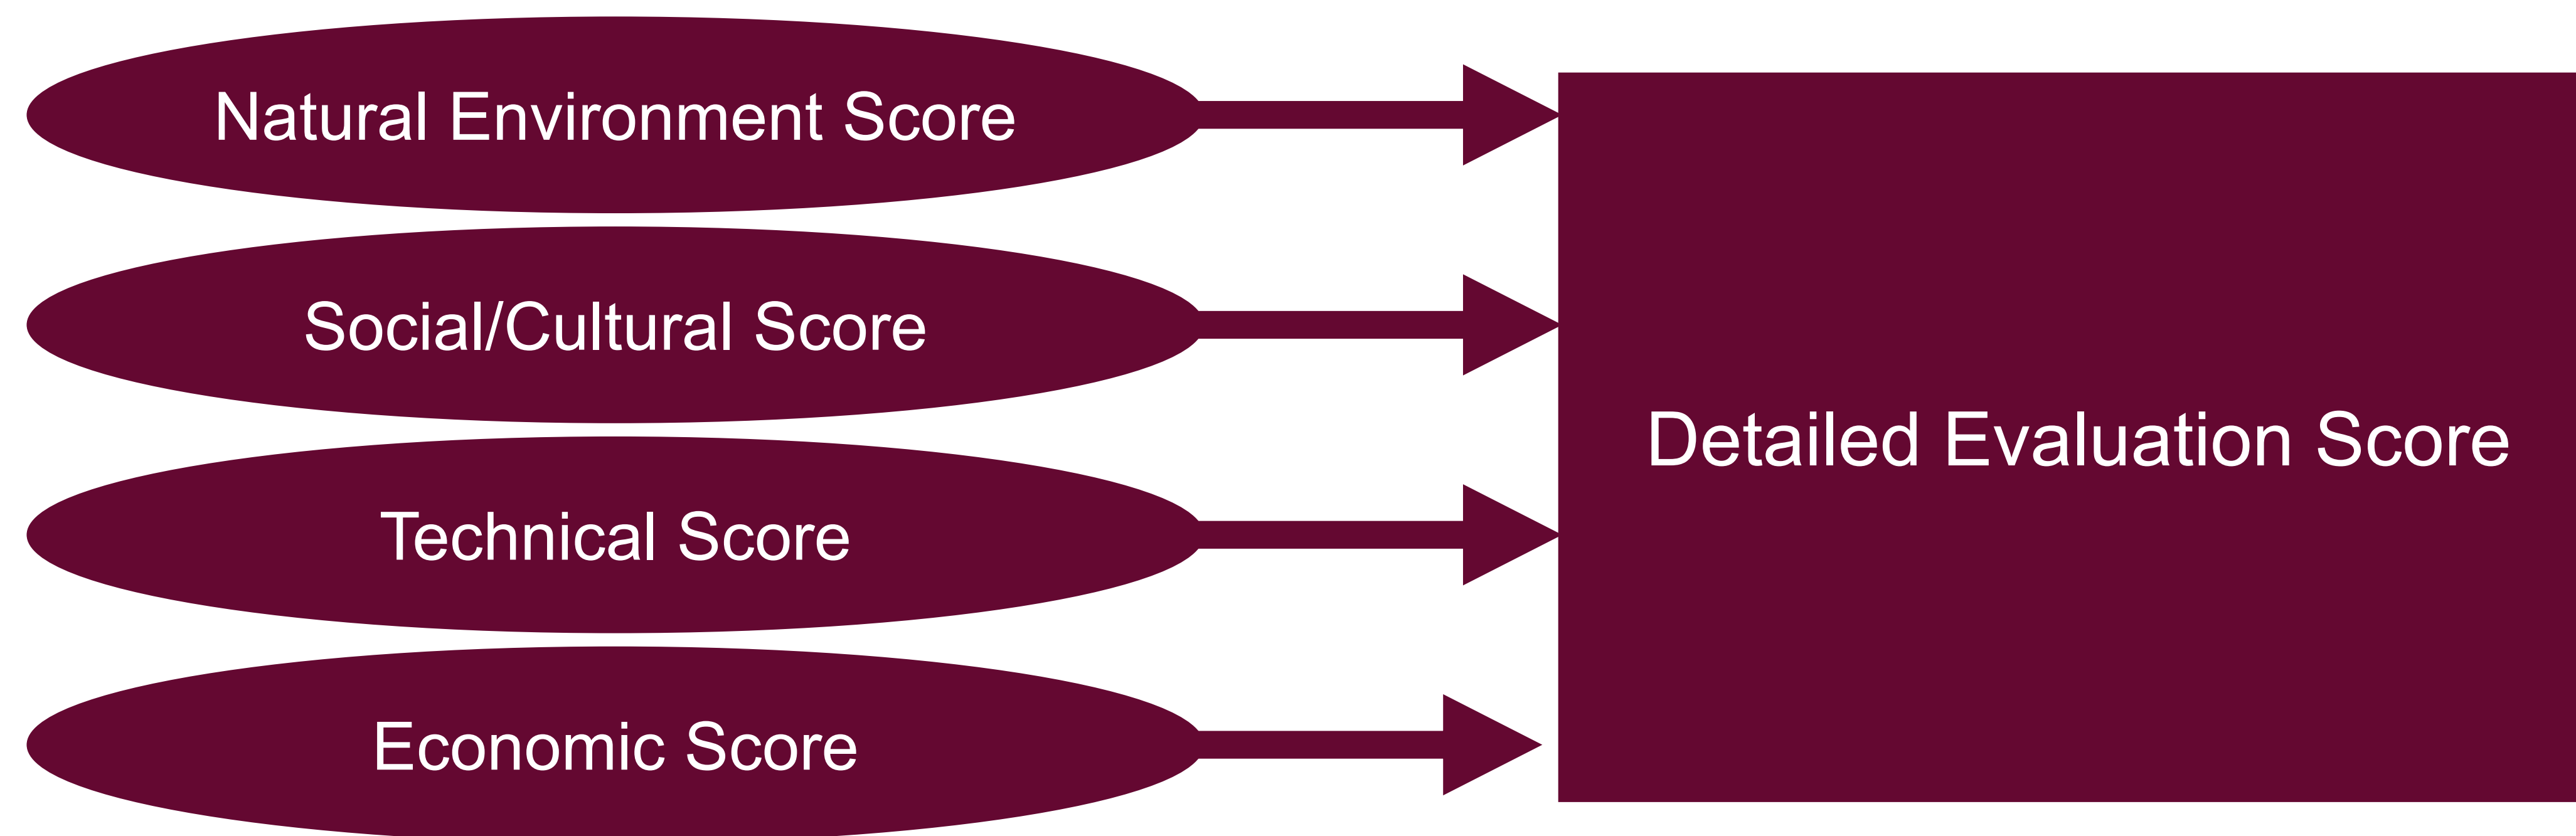 Natural Environment Score
Social/Cultural Score
Technical Score
Economic Score
Detailed Evaluation Score